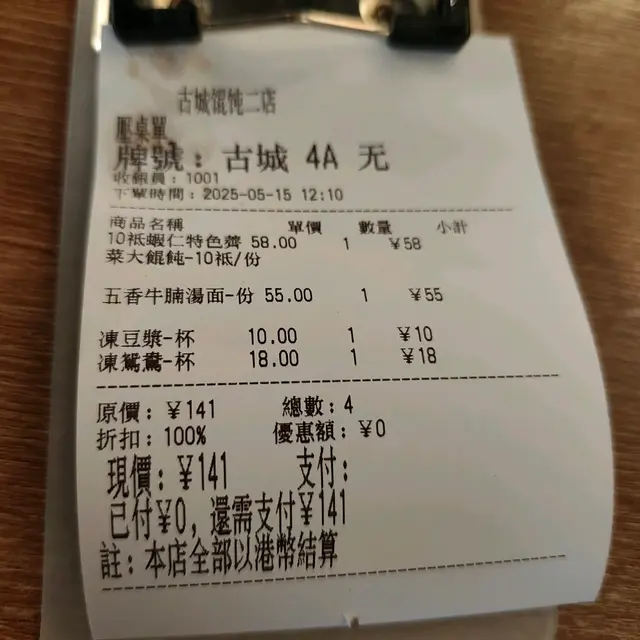 古城馄饨二店
壓桌單
牌號：古城 4A 无
收銀員：1001
下單時間：2025-05-15 12:10
商品名稱 單價 數量 小計
10衹蝦仁特色薺 58.00 1 ¥58
菜大餛飩-10衹/份
五香牛腩湯面-份 55.00 1 ¥55
凍豆漿-杯 10.00 1 ¥10
凍鴛鴦-杯 18.00 1 ¥18
原價：¥141 總數：4
折扣：100% 優惠額：¥0
現價：¥141 支付：
已付¥0, 還需支付¥141
註：本店全部以港幣結算